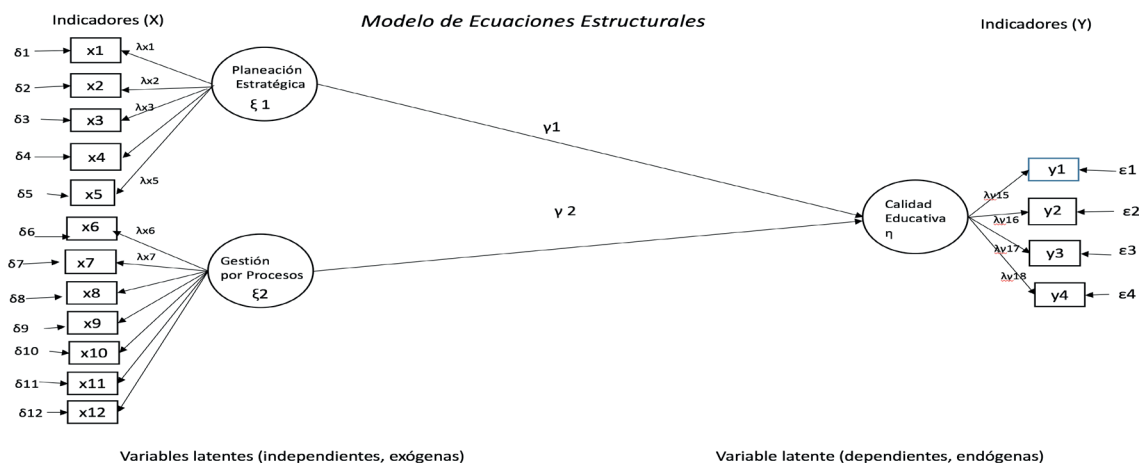 Modelo de Ecuaciones Estructurales
Indicadores (X)
Indicadores (Y)
δ1
x1
λx1
δ2
x2
λx2
δ3
x3
λx3
δ4
x4
δ5
x5
λx5
Planeación
Estratégica
ξ 1
δ6
x6
λx6
δ7
x7
λx7
δ8
x8
δ9
x9
δ10
x10
δ11
x11
δ12
x12
Gestión
por Procesos
ξ2
γ1
γ 2
Calidad
Educativa
η
λy15
y1
ε1
λy16
y2
ε2
λy17
y3
ε3
λy18
y4
ε4
Variables latentes (independientes, exógenas)
Variable latente (dependientes, endógenas)